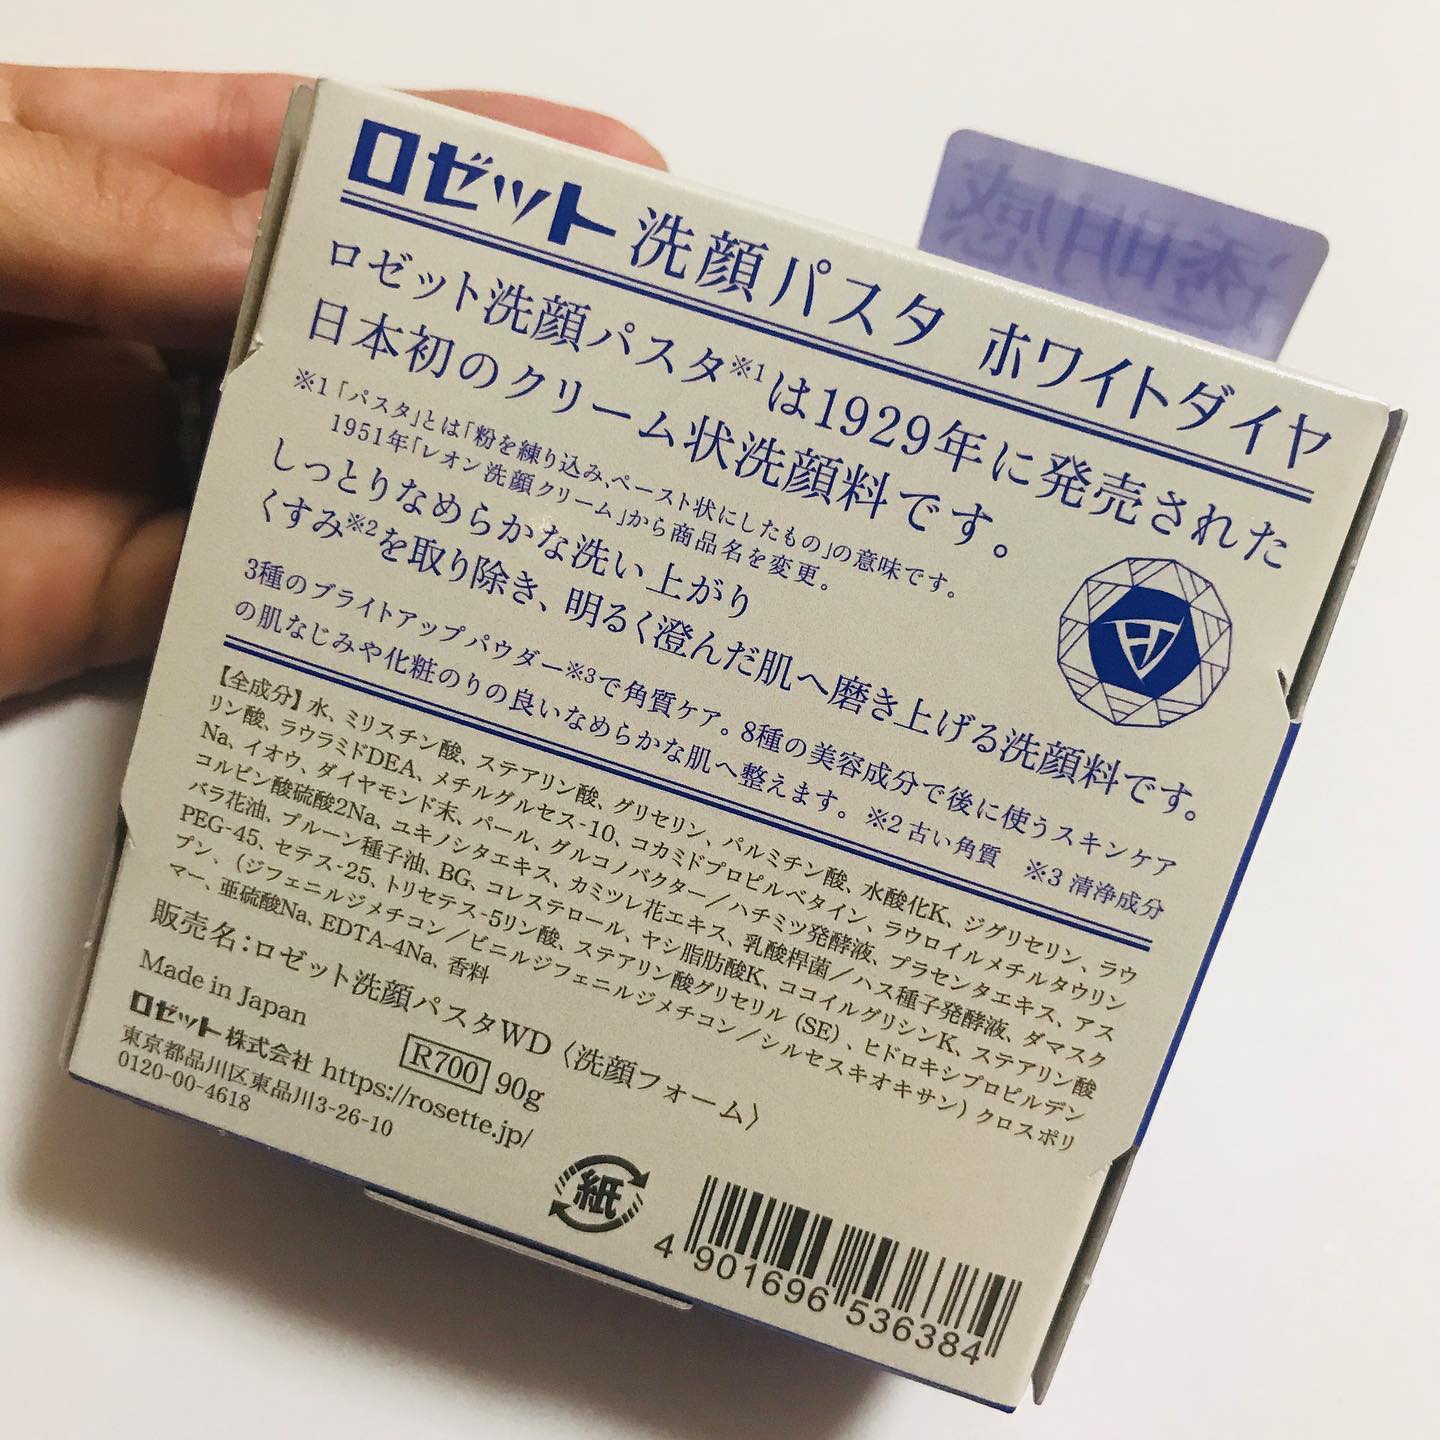 ロゼット 洗顔パスタ ホワイトダイヤ
ロゼット洗顔パスタ※1は1929年に発売された
日本初のクリーム状洗顔料です。
※1「パスタ」とは「粉を練り込み、ペースト状にしたもの」の意味です。
1951年「レオン洗顔クリーム」から商品名を変更。
しっとりなめらかな洗い上がり
くすみ※2を取り除き、明るく澄んだ肌へ磨き上げる洗顔料です。
3種のブライトアップパウダー※3で角質ケア。8種の美容成分で後に使うスキンケア
の肌なじみや化粧のりの良いなめらかな肌へ整えます。 ※2 古い角質 ※3 清浄成分
【全成分】水、ミリスチン酸、ステアリン酸、グリセリン、パルミチン酸、水酸化K、ジグリセリン、ラウ
リン酸、ラウラミドDEA、メチルグルセス-10、コカミドプロピルベタイン、ラウロイルメチルタウリン
Na、イオウ、ダイヤモンド末、パール、グルコノバクター／ハチミツ発酵液、プラセンタエキス、アス
コルビン酸硫酸2Na、ユキノシタエキス、カミツレ花エキス、乳酸桿菌／ハス種子発酵液、ダマスク
バラ花油、プルーン種子油、BG、コレステロール、ヤシ脂肪酸K、ココイルグリシンK、ステアリン酸
PEG-45、セテス-25、トリセテス-5リン酸、ステアリン酸グリセリル（SE）、ヒドロキシプロピルデン
プン、（ジフェニルジメチコン／ビニルジフェニルジメチコン／シルセスキオキサン）クロスポリ
マー、亜硫酸Na、EDTA-4Na、香料
販売名：ロゼット洗顔パスタWD〈洗顔フォーム〉
Made in Japan R700 90g
ロゼット株式会社 https://rosette.jp/
東京都品川区東品川3-26-10
0120-00-4618
紙
4 901696 536384
透明感